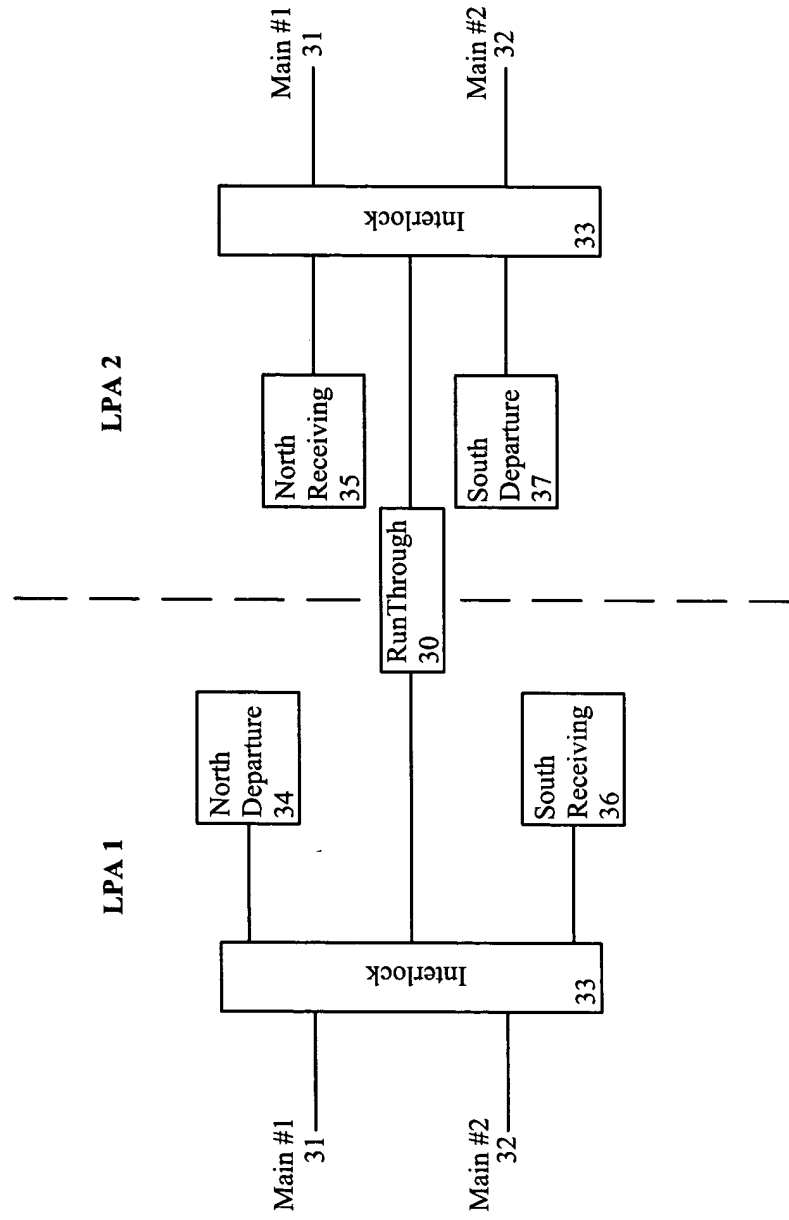 LPA 1
LPA 2
Main #1
31
Main #2
32
Interlock
33
North
Departure
34
South
Receiving
36
RunThrough
30
North
Receiving
35
South
Departure
37
Interlock
33
Main #1
31
Main #2
32